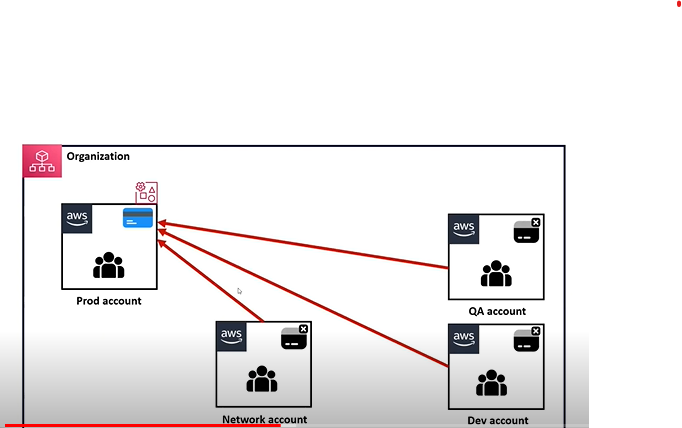 Organization
aws
Prod account
aws
QA account
aws
Network account
aws
Dev account